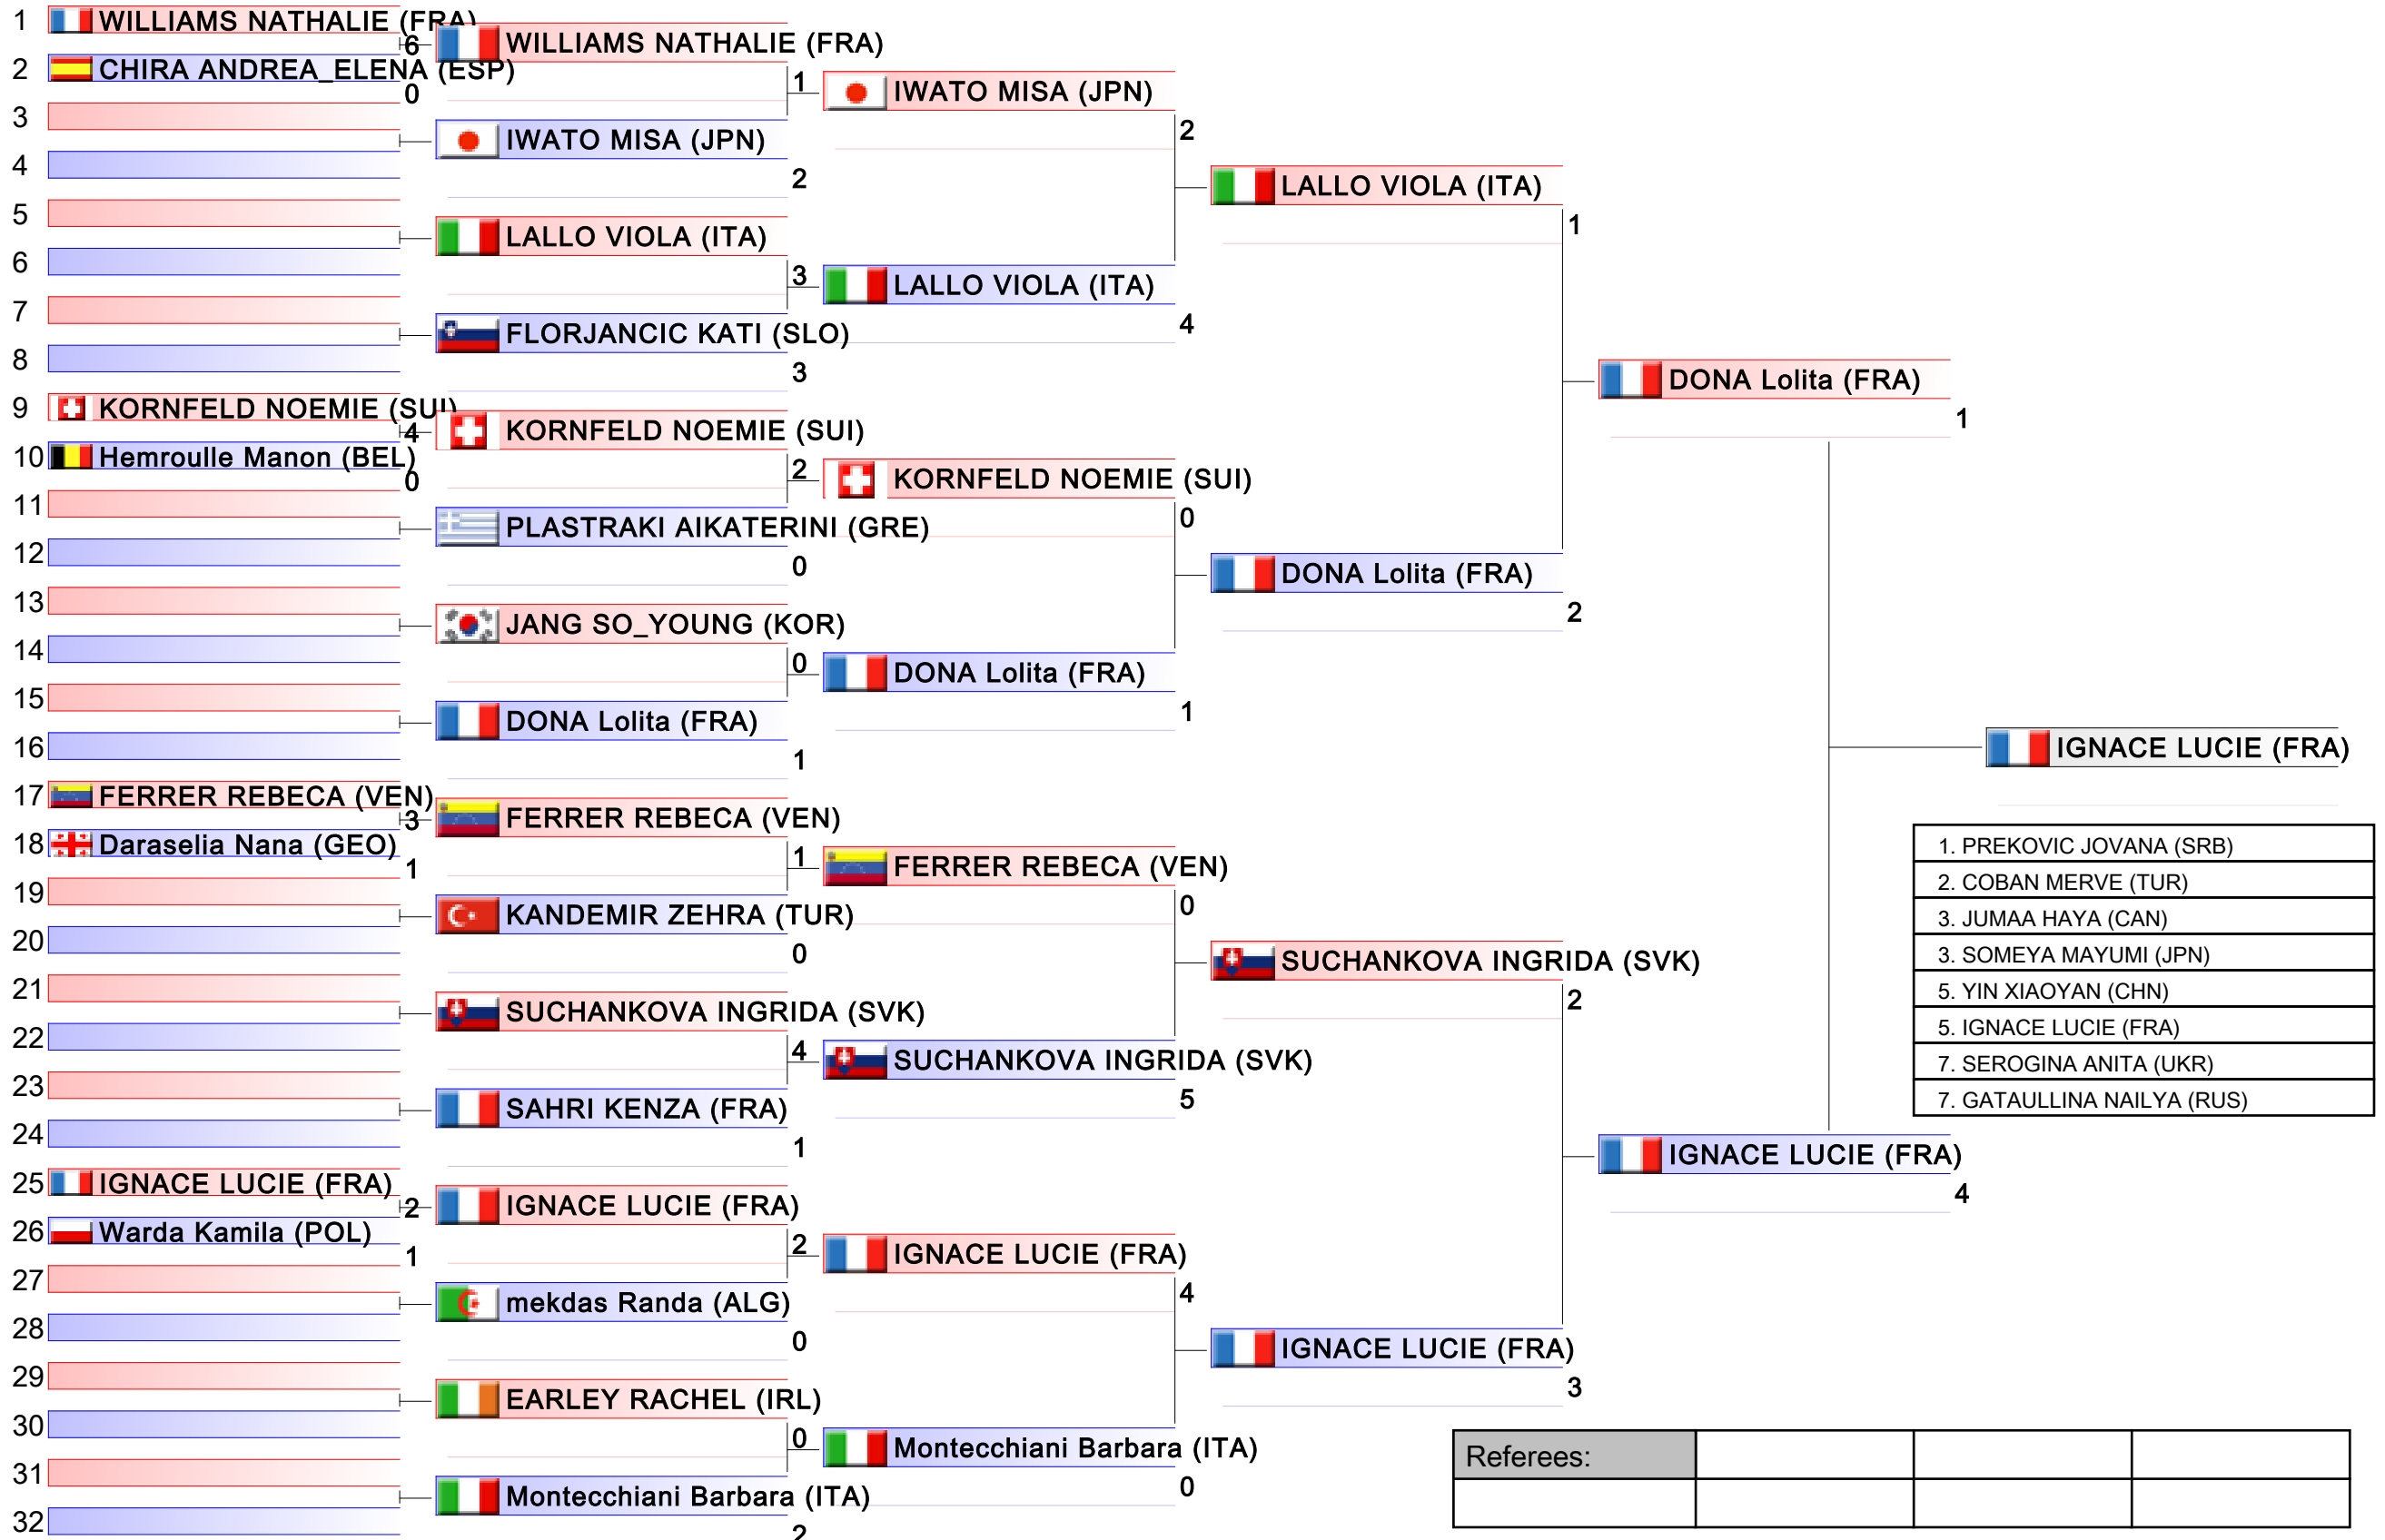 1 WILLIAMS NATHALIE (FRA)
6
2 CHIRA ANDREA_ELENA (ESP)
0
3
4
5
6
7
8
9 KORNFELD NOEMIE (SUI)
4
10 Hemroulle Manon (BEL)
0
11
12
13
14
15
16
17 FERRER REBECA (VEN)
3
18 Daraselia Nana (GEO)
1
19
20
21
22
23
24
25 IGNACE LUCIE (FRA)
2
26 Warda Kamila (POL)
1
27
28
29
30
31
32
WILLIAMS NATHALIE (FRA)
1
IWATO MISA (JPN)
2
LALLO VIOLA (ITA)
3
FLORJANCIC KATI (SLO)
3
KORNFELD NOEMIE (SUI)
2
PLASTRAKI AIKATERINI (GRE)
0
JANG SO_YOUNG (KOR)
0
DONA Lolita (FRA)
1
FERRER REBECA (VEN)
1
KANDEMIR ZEHRA (TUR)
0
SUCHANKOVA INGRIDA (SVK)
4
SAHRI KENZA (FRA)
1
IGNACE LUCIE (FRA)
2
mekdas Randa (ALG)
0
EARLEY RACHEL (IRL)
0
Montecchiani Barbara (ITA)
2
IWATO MISA (JPN)
2
LALLO VIOLA (ITA)
4
KORNFELD NOEMIE (SUI)
0
DONA Lolita (FRA)
1
FERRER REBECA (VEN)
0
SUCHANKOVA INGRIDA (SVK)
5
IGNACE LUCIE (FRA)
4
Montecchiani Barbara (ITA)
0
LALLO VIOLA (ITA)
1
DONA Lolita (FRA)
2
SUCHANKOVA INGRIDA (SVK)
2
IGNACE LUCIE (FRA)
3
DONA Lolita (FRA)
1
IGNACE LUCIE (FRA)
4
IGNACE LUCIE (FRA)
1. PREKOVIC JOVANA (SRB)
2. COBAN MERVE (TUR)
3. JUMAA HAYA (CAN)
3. SOMEYA MAYUMI (JPN)
5. YIN XIAOYAN (CHN)
5. IGNACE LUCIE (FRA)
7. SEROGINA ANITA (UKR)
7. GATAULLINA NAILYA (RUS)
Referees: